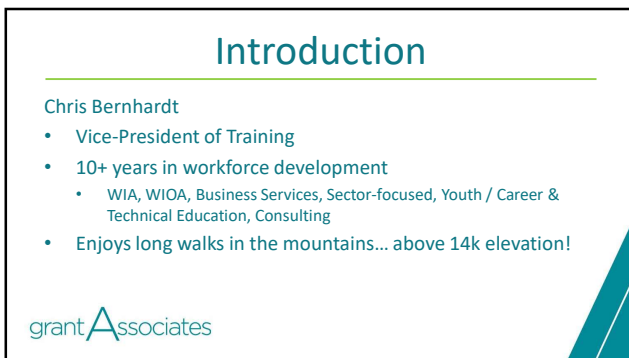 Introduction
Chris Bernhardt
• Vice-President of Training
• 10+ years in workforce development
• WIA, WIOA, Business Services, Sector-focused, Youth / Career &
Technical Education, Consulting
• Enjoys long walks in the mountains... above 14k elevation!
grant Associates